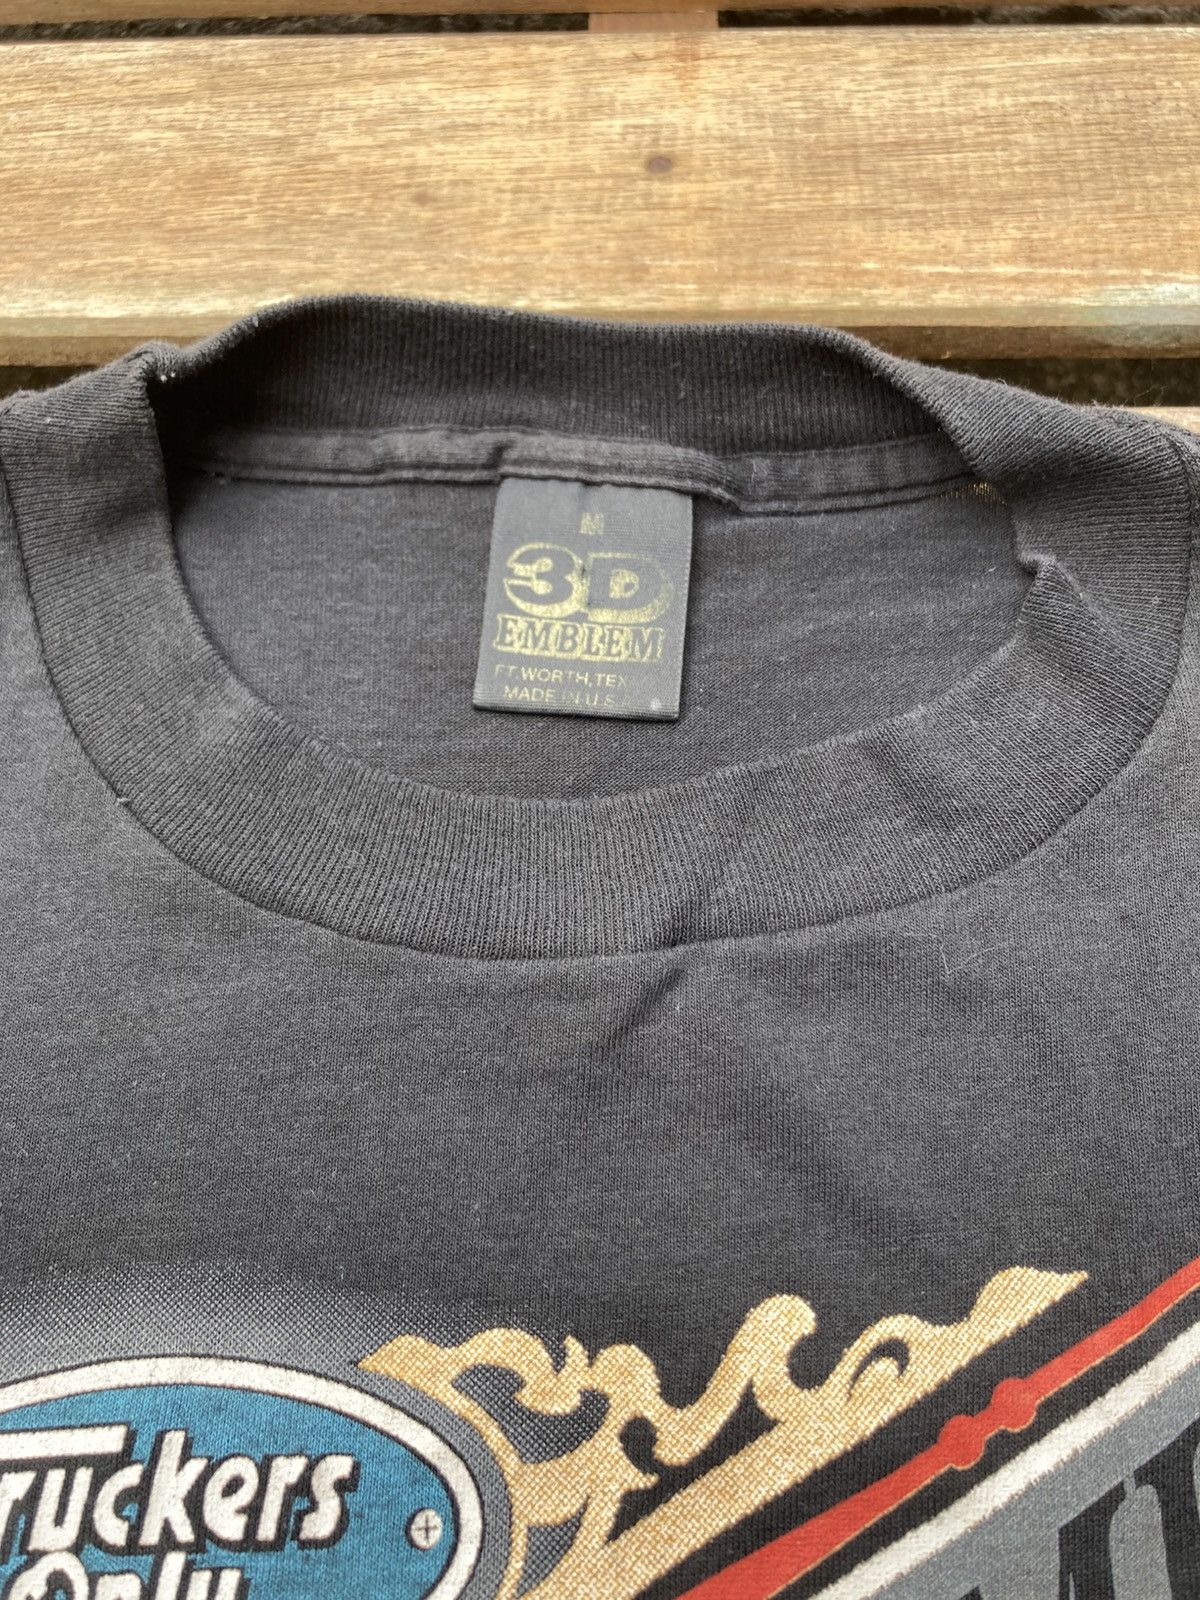 M
3D
EMBLEM
FT. WORTH, TEX
MADE IN U.S.
Truckers
Only